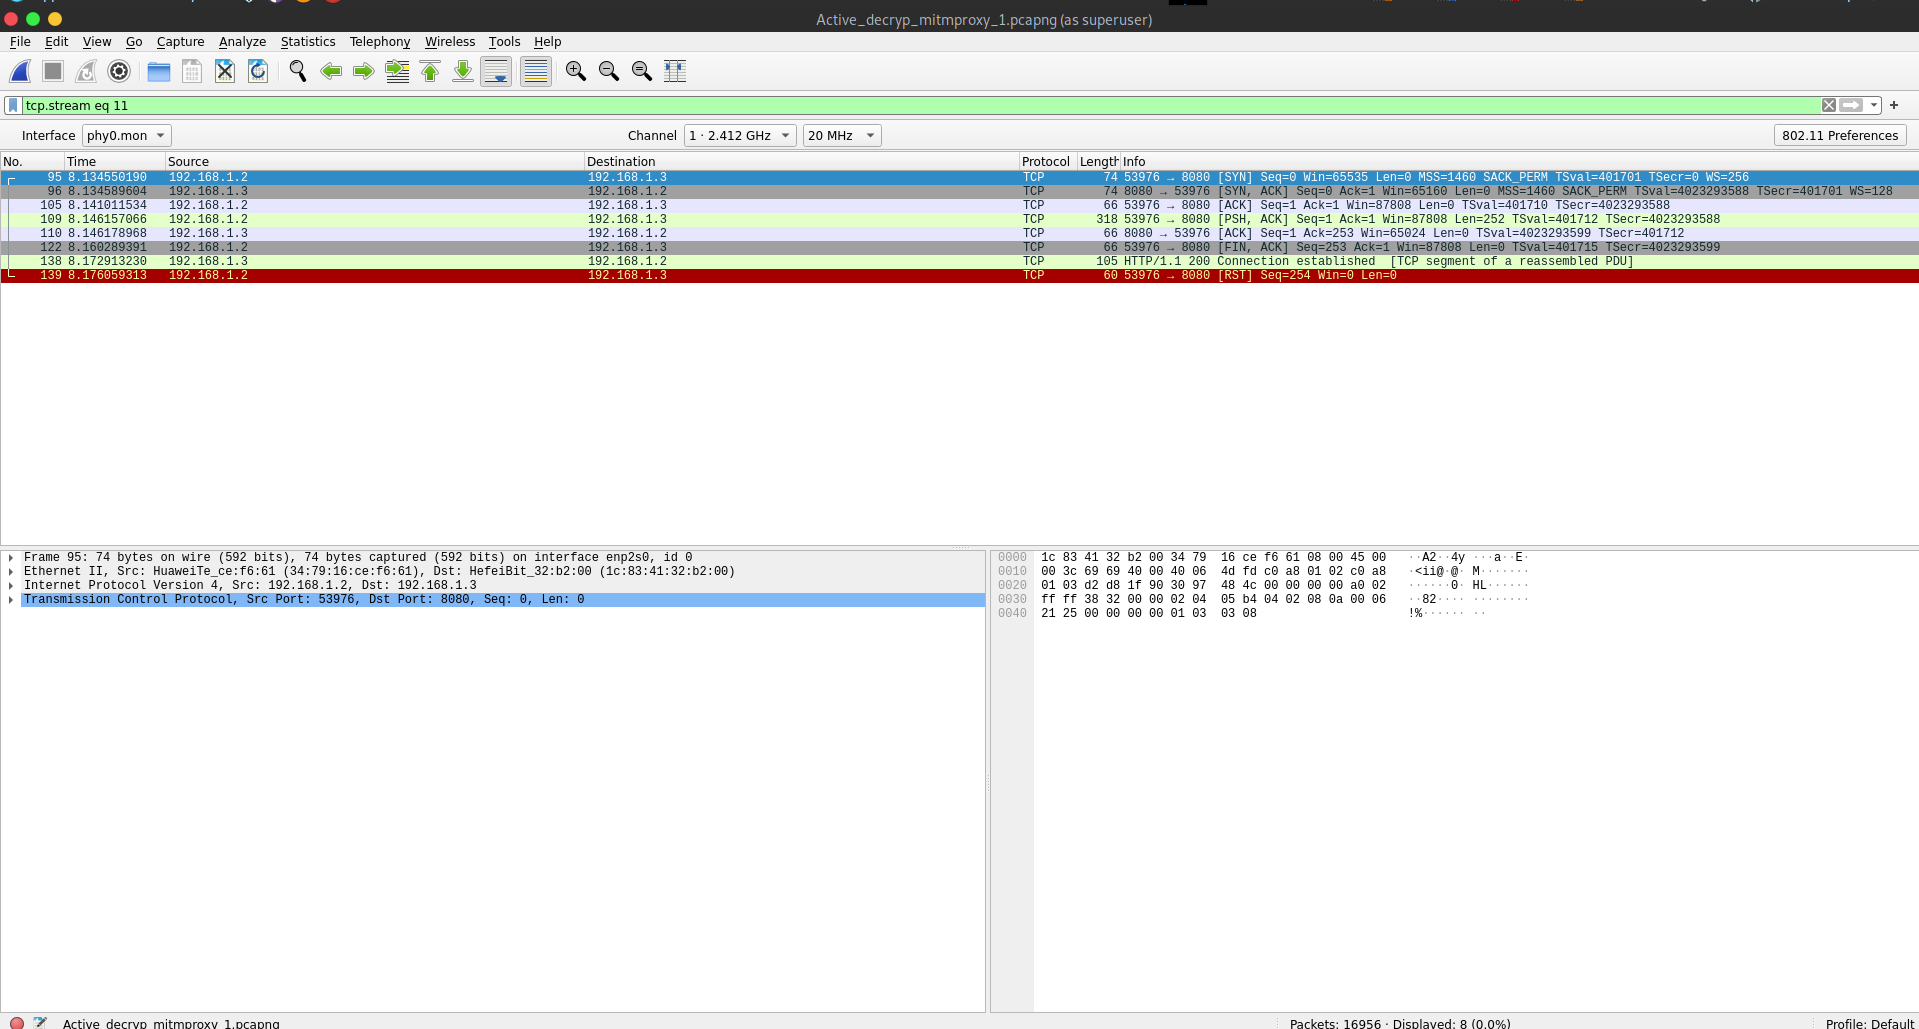 Active_decryp_mitmproxy_1.pcapng (as superuser)
File Edit View Go Capture Analyze Statistics Telephony Wireless Tools Help
tcp.stream eq 11
Interface phy0.mon Channel 1 · 2.412 GHz 20 MHz 802.11 Preferences
No. Time Source Destination Protocol Length Info
95 8.134550190 192.168.1.2 192.168.1.3 TCP 74 53976 → 8080 [SYN] Seq=0 Win=65535 Len=0 MSS=1460 SACK_PERM TSval=401701 TSecr=0 WS=256
96 8.134589604 192.168.1.3 192.168.1.2 TCP 74 8080 → 53976 [SYN, ACK] Seq=0 Ack=1 Win=65160 Len=0 MSS=1460 SACK_PERM TSval=4023293588 TSecr=401701 WS=128
105 8.141011534 192.168.1.2 192.168.1.3 TCP 66 53976 → 8080 [ACK] Seq=1 Ack=1 Win=87808 Len=0 TSval=401710 TSecr=4023293588
109 8.146157066 192.168.1.2 192.168.1.3 TCP 318 53976 → 8080 [PSH, ACK] Seq=1 Ack=1 Win=87808 Len=252 TSval=401712 TSecr=4023293588
110 8.146178968 192.168.1.3 192.168.1.2 TCP 66 8080 → 53976 [ACK] Seq=1 Ack=253 Win=65024 Len=0 TSval=4023293599 TSecr=401712
122 8.160289391 192.168.1.2 192.168.1.3 TCP 66 53976 → 8080 [FIN, ACK] Seq=253 Ack=1 Win=87808 Len=0 TSval=401715 TSecr=4023293599
138 8.172913230 192.168.1.3 192.168.1.2 TCP 105 HTTP/1.1 200 Connection established [TCP segment of a reassembled PDU]
139 8.176059313 192.168.1.2 192.168.1.3 TCP 60 53976 → 8080 [RST] Seq=254 Win=0 Len=0
Frame 95: 74 bytes on wire (592 bits), 74 bytes captured (592 bits) on interface enp2s0, id 0
Ethernet II, Src: HuaweiTe_ce:f6:61 (34:79:16:ce:f6:61), Dst: HefeiBit_32:b2:00 (1c:83:41:32:b2:00)
Internet Protocol Version 4, Src: 192.168.1.2, Dst: 192.168.1.3
Transmission Control Protocol, Src Port: 53976, Dst Port: 8080, Seq: 0, Len: 0
0000 1c 83 41 32 b2 00 34 79 16 ce f6 61 08 00 45 00 ··A2··4y ···a··E·
0010 00 3c 69 69 40 00 40 06 4d fd c0 a8 01 02 c0 a8 ·<ii@·@· M·······
0020 01 03 d2 d8 1f 90 30 97 48 4c 00 00 00 00 a0 02 ······0· HL······
0030 ff ff 38 32 00 00 02 04 05 b4 04 02 08 0a 00 06 ··82···· ········
0040 21 25 00 00 00 00 01 03 03 08 !%······ ··
Active_decryp_mitmproxy_1.pcapng Packets: 16956 · Displayed: 8 (0.0%) Profile: Default